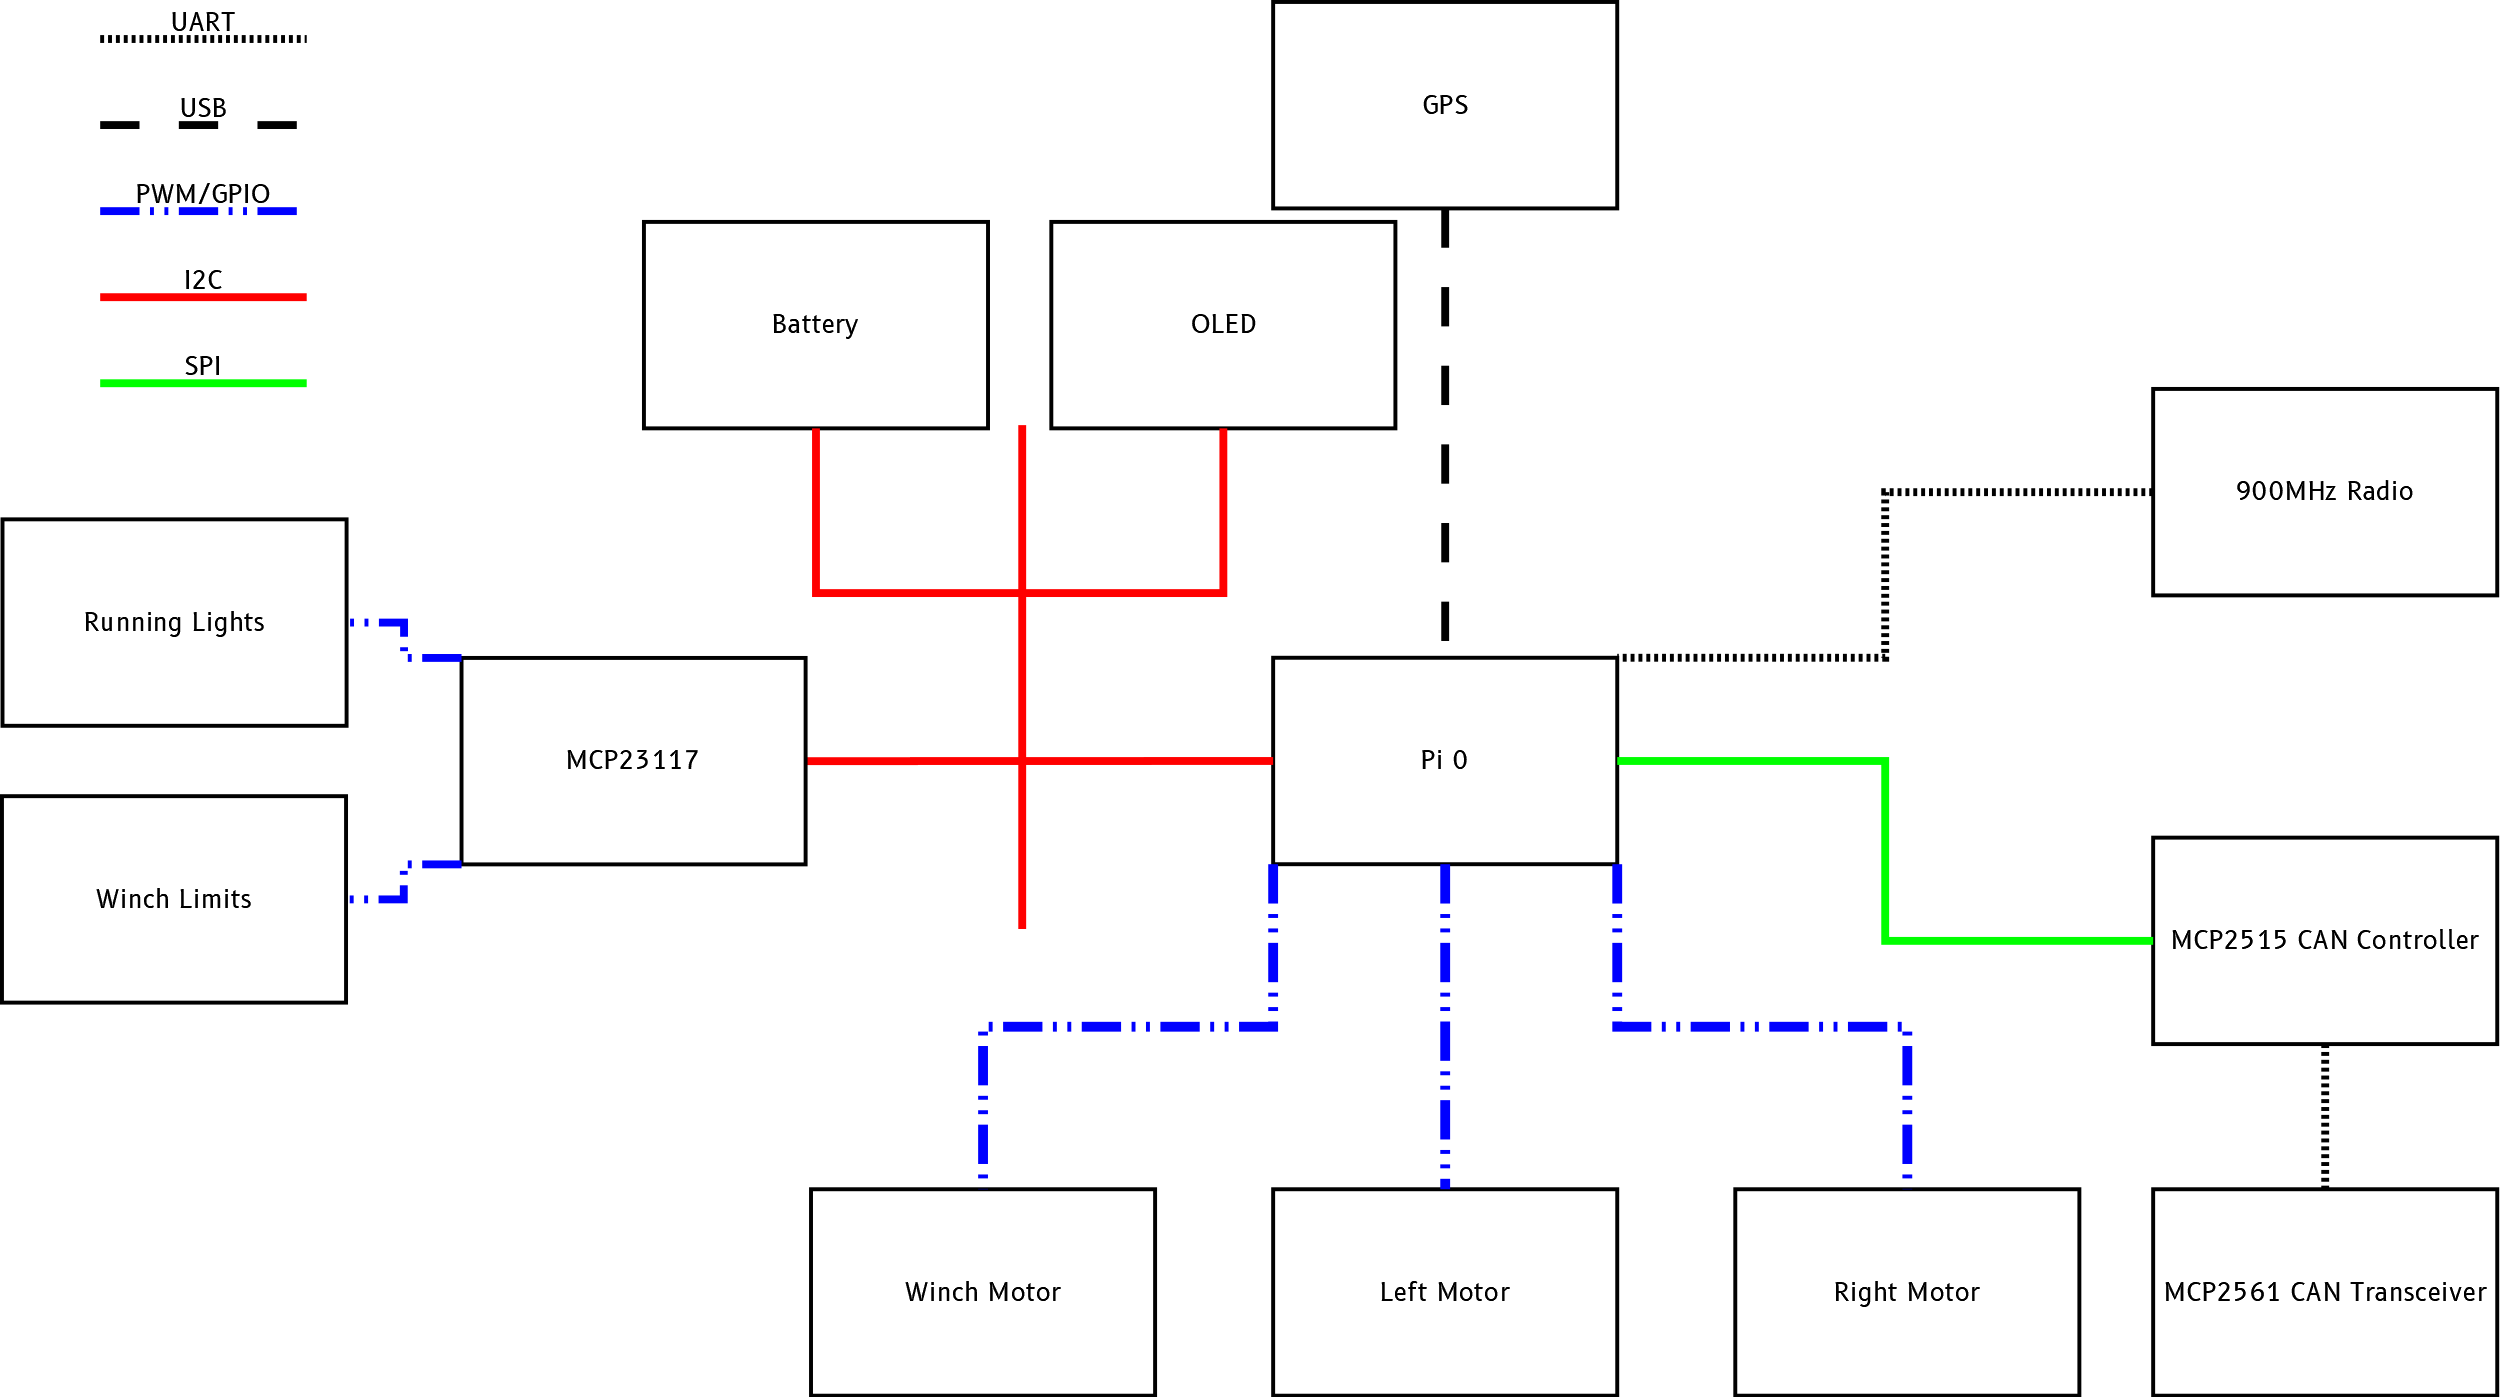 UART
USB
PWM/GPIO
I2C
SPI
GPS
Battery
OLED
900MHz Radio
Running Lights
MCP23117
Pi 0
Winch Limits
MCP2515 CAN Controller
Winch Motor
Left Motor
Right Motor
MCP2561 CAN Transceiver